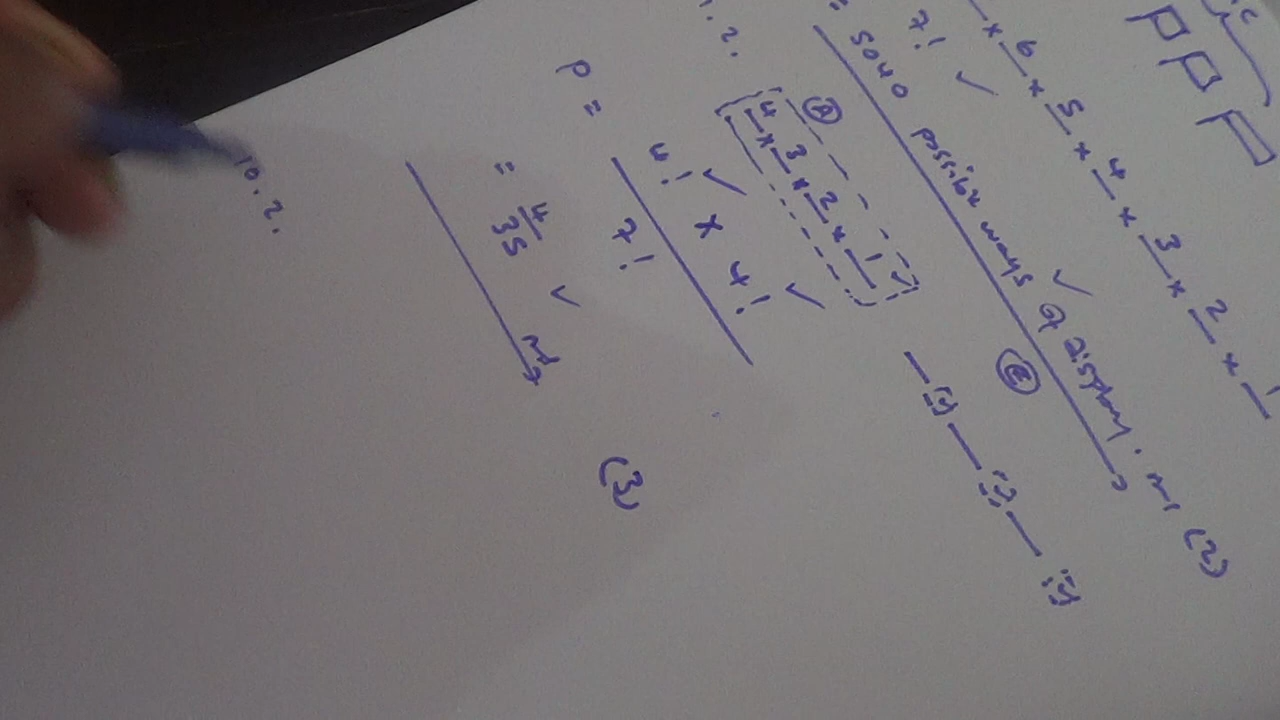 P P P
× 6 × 5 × 4 × 3 × 2 × 1
7! ✓
= 5040 possible ways of display. (2)
.2.
A
4 × 3 × 2 × 1
P = 4! ✓ × 4! ✓
7!
= 4
35 ✓
(3)
10.2.